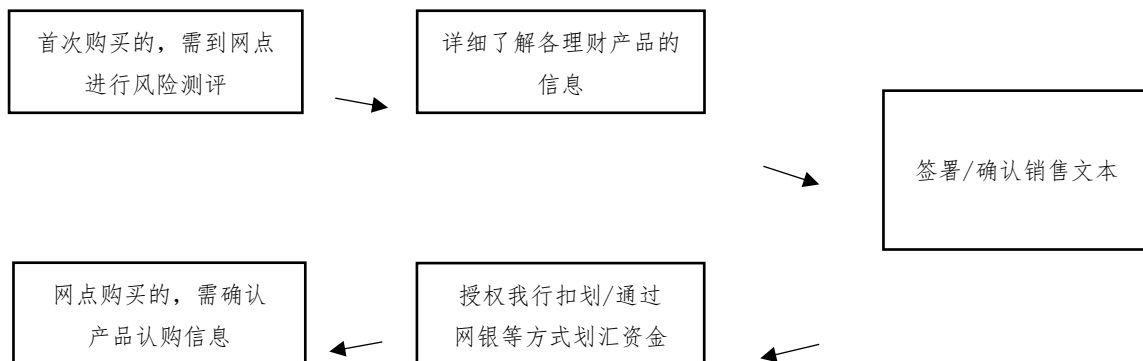 首次购买的，需到网点
进行风险测评
详细了解各理财产品的
信息
签署/确认销售文本
授权我行扣划/通过
网银等方式划汇资金
网点购买的，需确认
产品认购信息